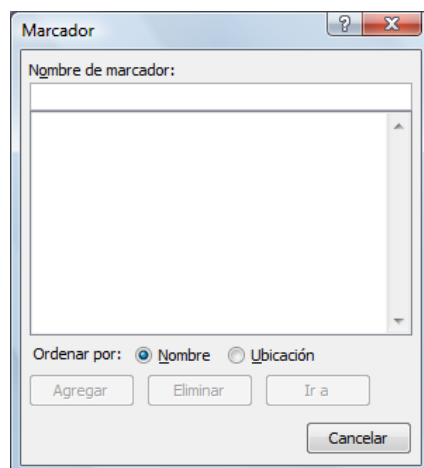 Marcador
Nombre de marcador:
Ordenar por: Nombre Ubicación
Agregar Eliminar Ir a
Cancelar